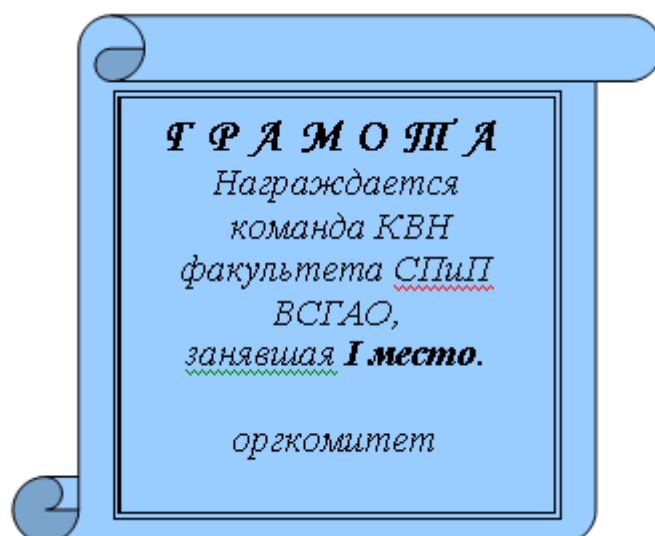 Г Р А М О Т А
Награждается
команда КВН
факультета СПиП
ВСГАО,
занявшая I место.
оргкомитет